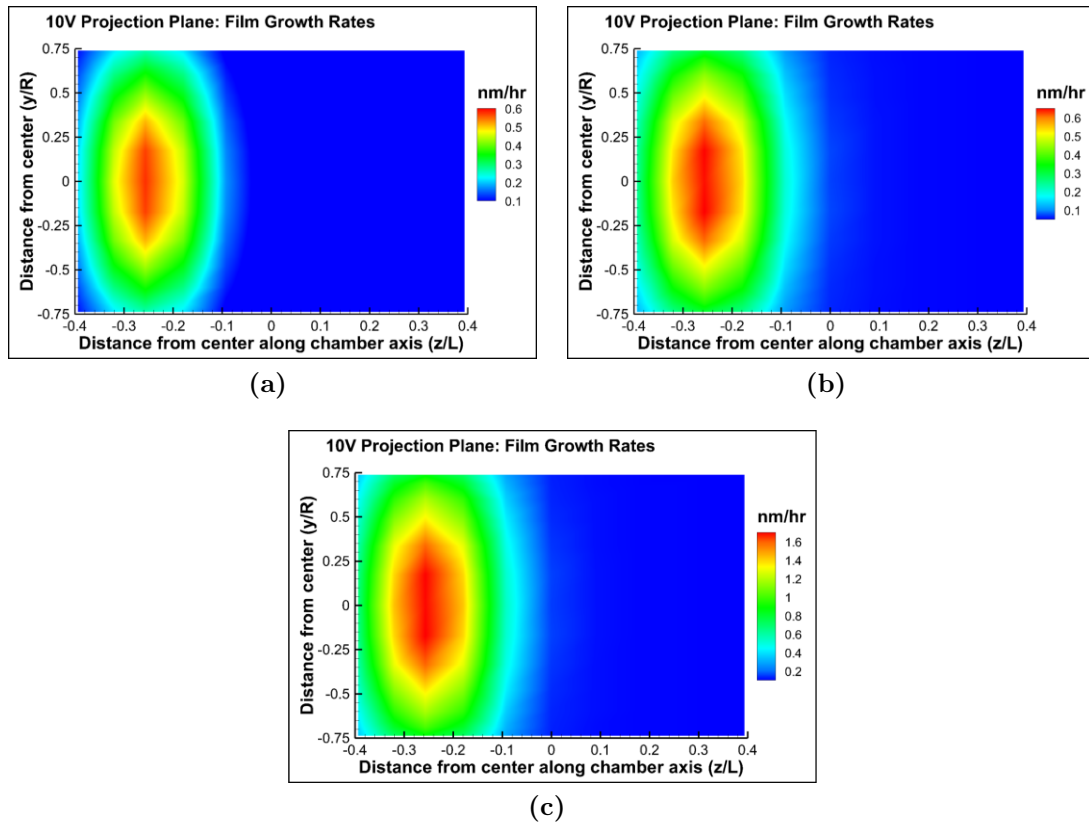 10V Projection Plane: Film Growth Rates
Distance from center (y/R)
0.75
0.5
0.25
0
-0.25
-0.5
-0.75
-0.4 -0.3 -0.2 -0.1 0 0.1 0.2 0.3 0.4
Distance from center along chamber axis (z/L)
nm/hr
0.6
0.5
0.4
0.3
0.2
0.1
(a)
10V Projection Plane: Film Growth Rates
Distance from center (y/R)
0.75
0.5
0.25
0
-0.25
-0.5
-0.75
-0.4 -0.3 -0.2 -0.1 0 0.1 0.2 0.3 0.4
Distance from center along chamber axis (z/L)
nm/hr
0.6
0.5
0.4
0.3
0.2
0.1
(b)
10V Projection Plane: Film Growth Rates
Distance from center (y/R)
0.75
0.5
0.25
0
-0.25
-0.5
-0.75
-0.4 -0.3 -0.2 -0.1 0 0.1 0.2 0.3 0.4
Distance from center along chamber axis (z/L)
nm/hr
1.6
1.4
1.2
1
0.8
0.6
0.4
0.2
(c)